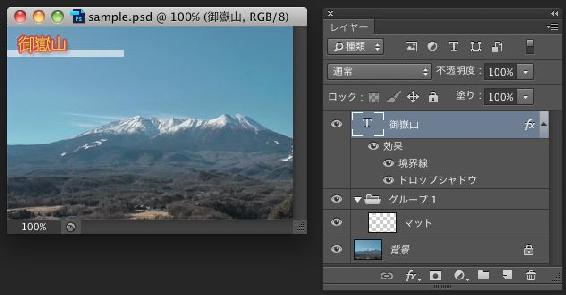 sample.psd @ 100% (御嶽山, RGB/8)
御嶽山
100%
レイヤー
種類
通常
不透明度： 100%
ロック： 塗り： 100%
T 御嶽山 fx
効果
境界線
ドロップシャドウ
グループ 1
マット
背景
fx